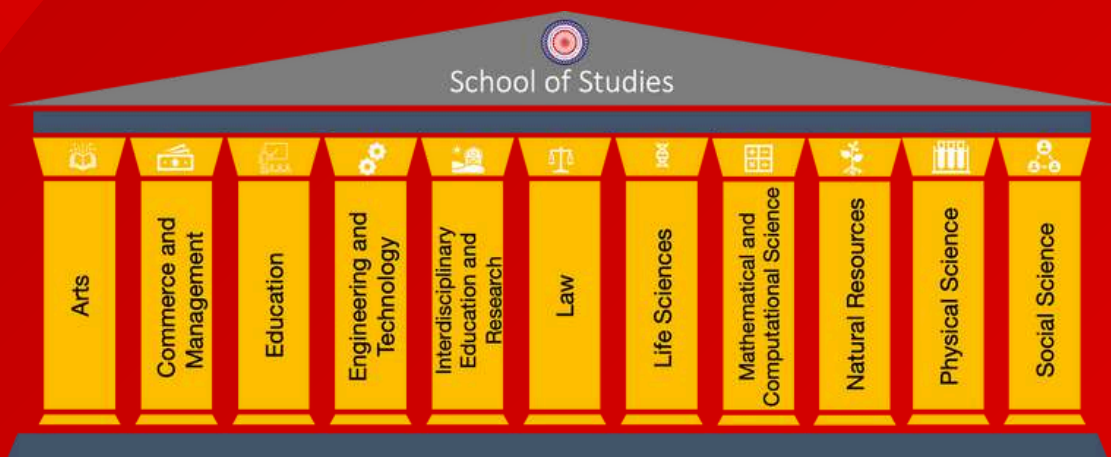 School of Studies
Arts
Commerce and
Management
Education
Engineering and
Technology
Interdisciplinary
Education and
Research
Law
Life Sciences
Mathematical and
Computational Science
Natural Resources
Physical Science
Social Science